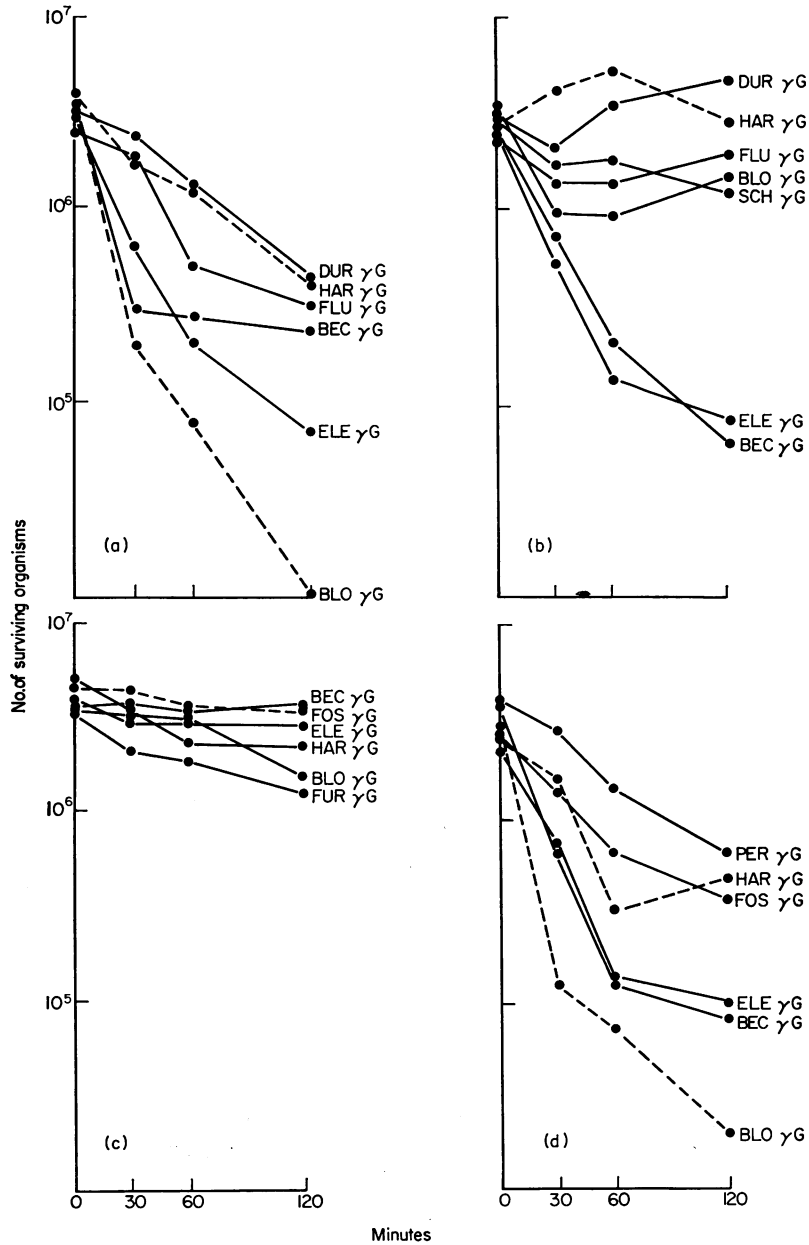 No. of surviving organisms
10⁷
10⁶
10⁵
DUR γG
HAR γG
FLU γG
BEC γG
ELE γG
(a)
BLO γG
DUR γG
HAR γG
FLU γG
BLO γG
SCH γG
ELE γG
BEC γG
(b)
10⁷
10⁶
10⁵
BEC γG
FOS γG
ELE γG
HAR γG
BLO γG
FUR γG
(c)
0 30 60 120
PER γG
HAR γG
FOS γG
ELE γG
BEC γG
BLO γG
(d)
0 30 60 120
Minutes